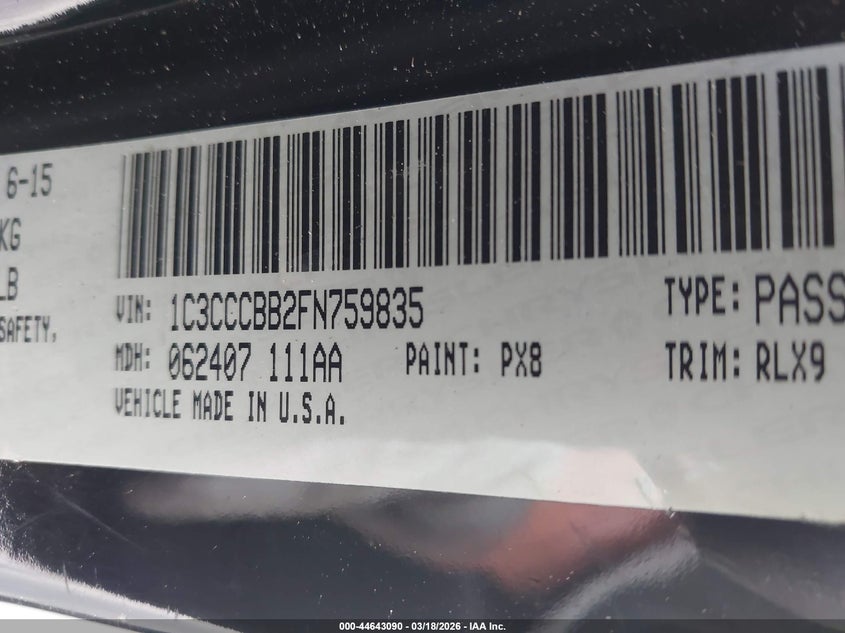 6-15
KG
LB
SAFETY,
VIN: 1C3CCCBB2FN759835
TYPE: PASS
MDH: 062407 111AA PAINT: PX8 TRIM: RLX9
VEHICLE MADE IN U.S.A.
000-44643090 - 03/18/2026 - IAA Inc.